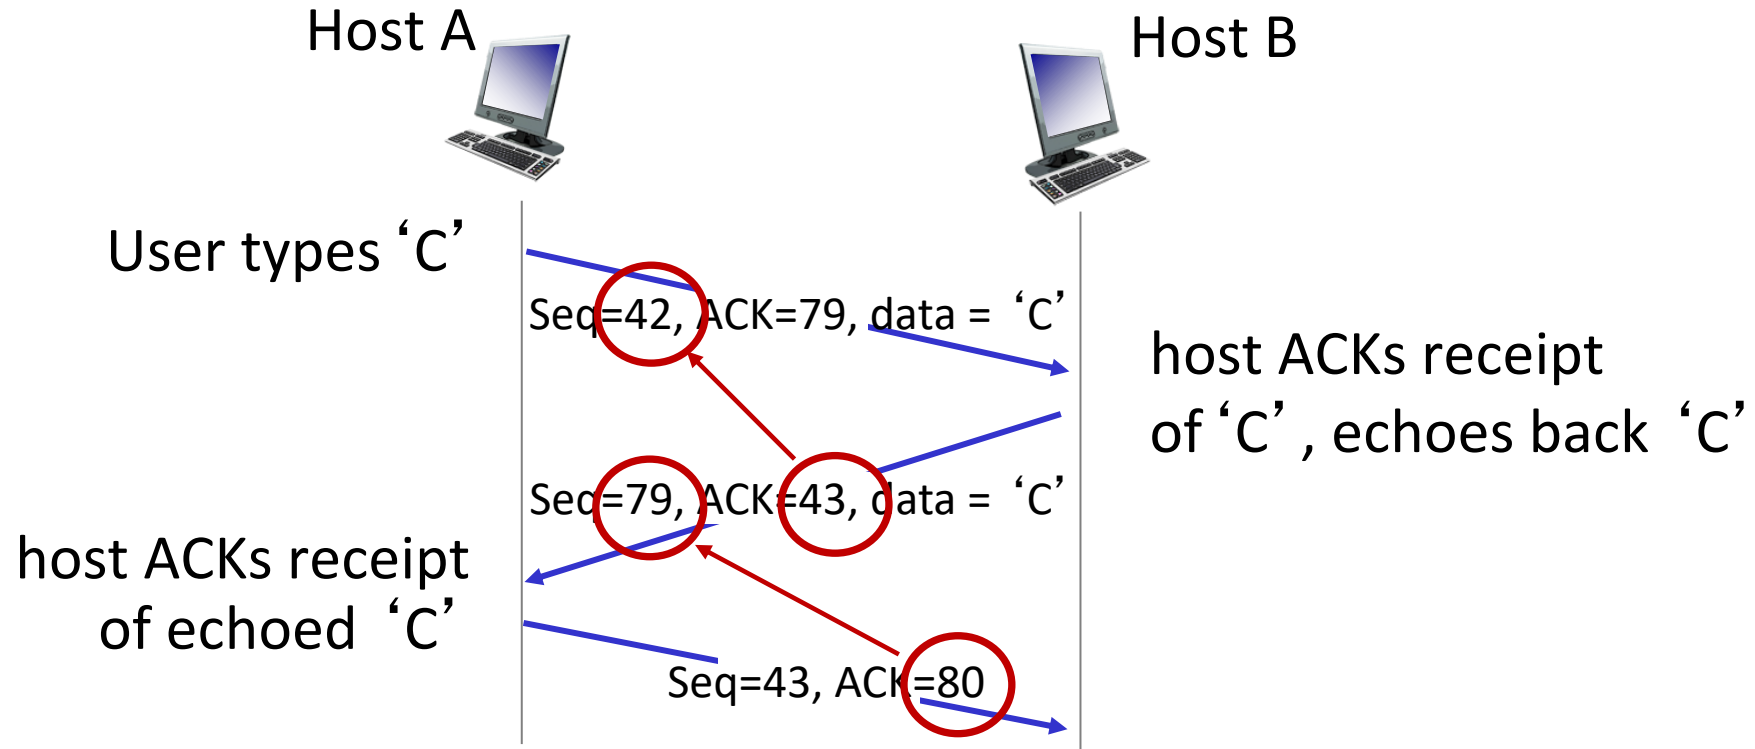 Host A
Host B
User types ‘C’
Seq=42, ACK=79, data = ‘C’
host ACKs receipt
of ‘C’, echoes back ‘C’
Seq=79, ACK=43, data = ‘C’
host ACKs receipt
of echoed ‘C’
Seq=43, ACK=80